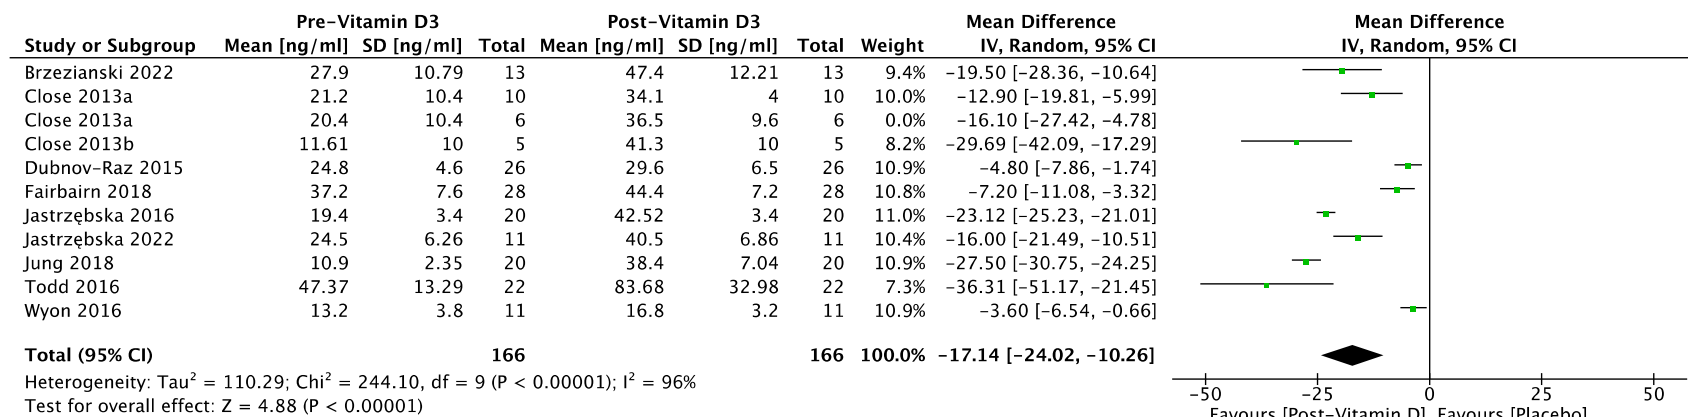 Pre-Vitamin D3 Post-Vitamin D3 Mean Difference Mean Difference
Study or Subgroup Mean [ng/ml] SD [ng/ml] Total Mean [ng/ml] SD [ng/ml] Total Weight IV, Random, 95% CI IV, Random, 95% CI
Brzezianski 2022 27.9 10.79 13 47.4 12.21 13 9.4% -19.50 [-28.36, -10.64]
Close 2013a 21.2 10.4 10 34.1 4 10 10.0% -12.90 [-19.81, -5.99]
Close 2013a 20.4 10.4 6 36.5 9.6 6 0.0% -16.10 [-27.42, -4.78]
Close 2013b 11.61 10 5 41.3 10 5 8.2% -29.69 [-42.09, -17.29]
Dubnov-Raz 2015 24.8 4.6 26 29.6 6.5 26 10.9% -4.80 [-7.86, -1.74]
Fairbairn 2018 37.2 7.6 28 44.4 7.2 28 10.8% -7.20 [-11.08, -3.32]
Jastrzębska 2016 19.4 3.4 20 42.52 3.4 20 11.0% -23.12 [-25.23, -21.01]
Jastrzębska 2022 24.5 6.26 11 40.5 6.86 11 10.4% -16.00 [-21.49, -10.51]
Jung 2018 10.9 2.35 20 38.4 7.04 20 10.9% -27.50 [-30.75, -24.25]
Todd 2016 47.37 13.29 22 83.68 32.98 22 7.3% -36.31 [-51.17, -21.45]
Wyon 2016 13.2 3.8 11 16.8 3.2 11 10.9% -3.60 [-6.54, -0.66]
Total (95% CI) 166 166 100.0% -17.14 [-24.02, -10.26]
Heterogeneity: Tau² = 110.29; Chi² = 244.10, df = 9 (P < 0.00001); I² = 96%
Test for overall effect: Z = 4.88 (P < 0.00001)
-50 -25 0 25 50
Favours [Post-Vitamin D] Favours [Placebo]